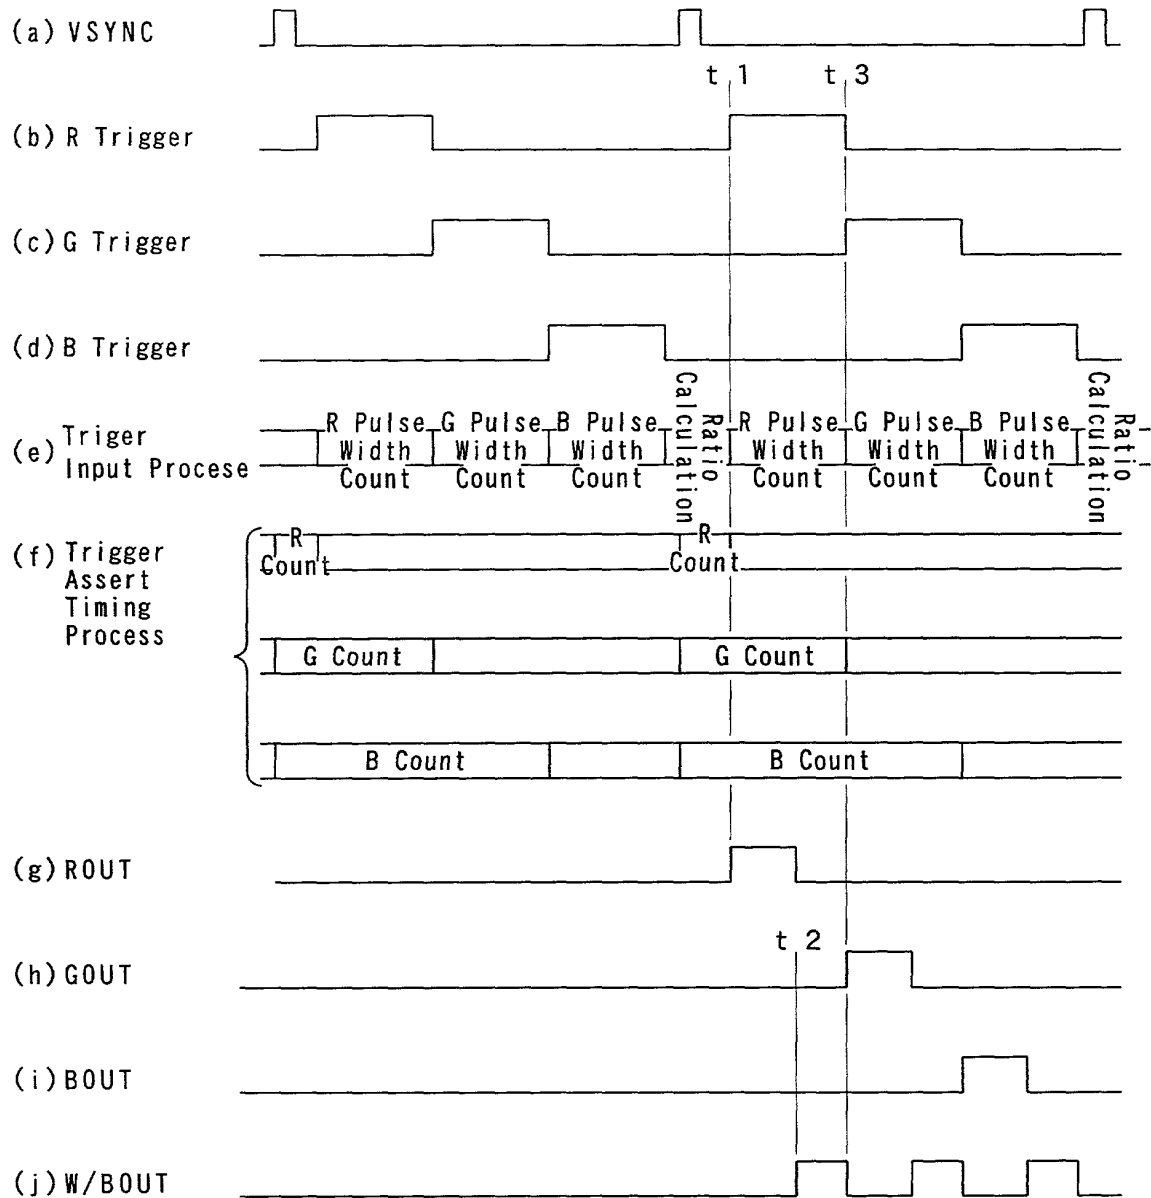 (a) VSYNC
t 1
t 3
(b) R Trigger
(c) G Trigger
(d) B Trigger
(e) Triger
Input Procese
R Pulse
Width
Count
G Pulse
Width
Count
B Pulse
Width
Count
Ratio
Calculation
R Pulse
Width
Count
G Pulse
Width
Count
B Pulse
Width
Count
Ratio
Calculation
(f) Trigger
Assert
Timing
Process
R
Count
R
Count
G Count
G Count
B Count
B Count
(g) ROUT
t 2
(h) GOUT
(i) BOUT
(j) W/BOUT